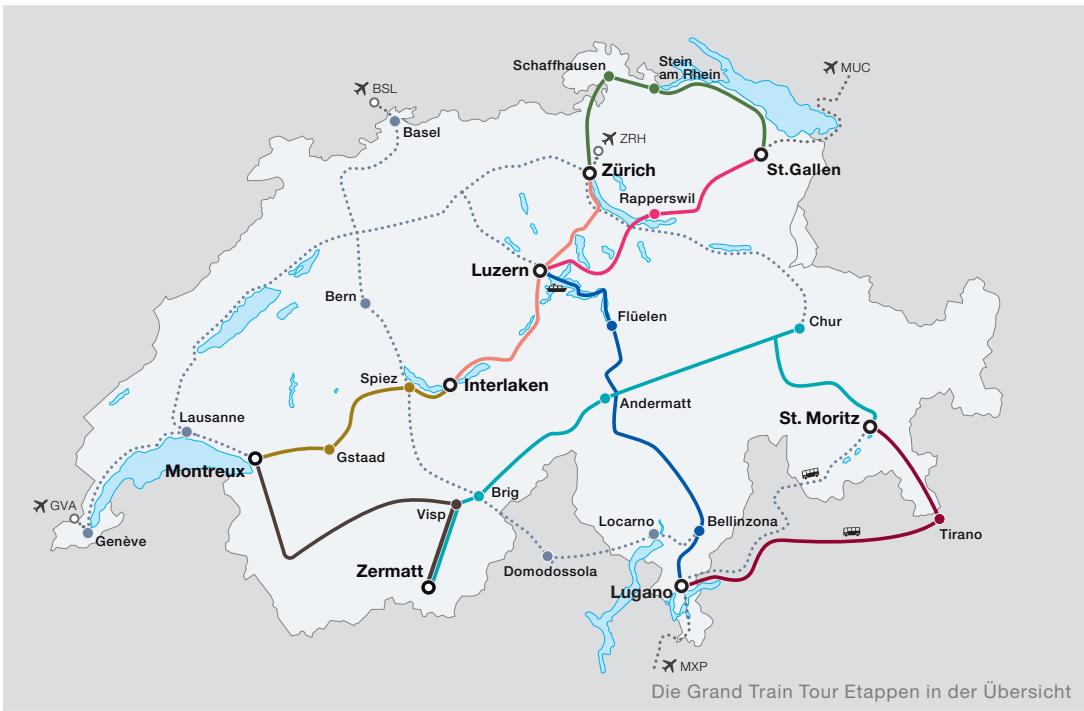 Schaffhausen
Stein
am Rhein
MUC
BSL
Basel
ZRH
Zürich
St.Gallen
Rapperswil
Luzern
Bern
Flüelen
Chur
Spiez
Interlaken
Andermatt
Lausanne
St. Moritz
Gstaad
Montreux
Brig
Visp
GVA
Genève
Locarno
Bellinzona
Tirano
Zermatt
Domodossola
Lugano
MXP
Die Grand Train Tour Etappen in der Übersicht